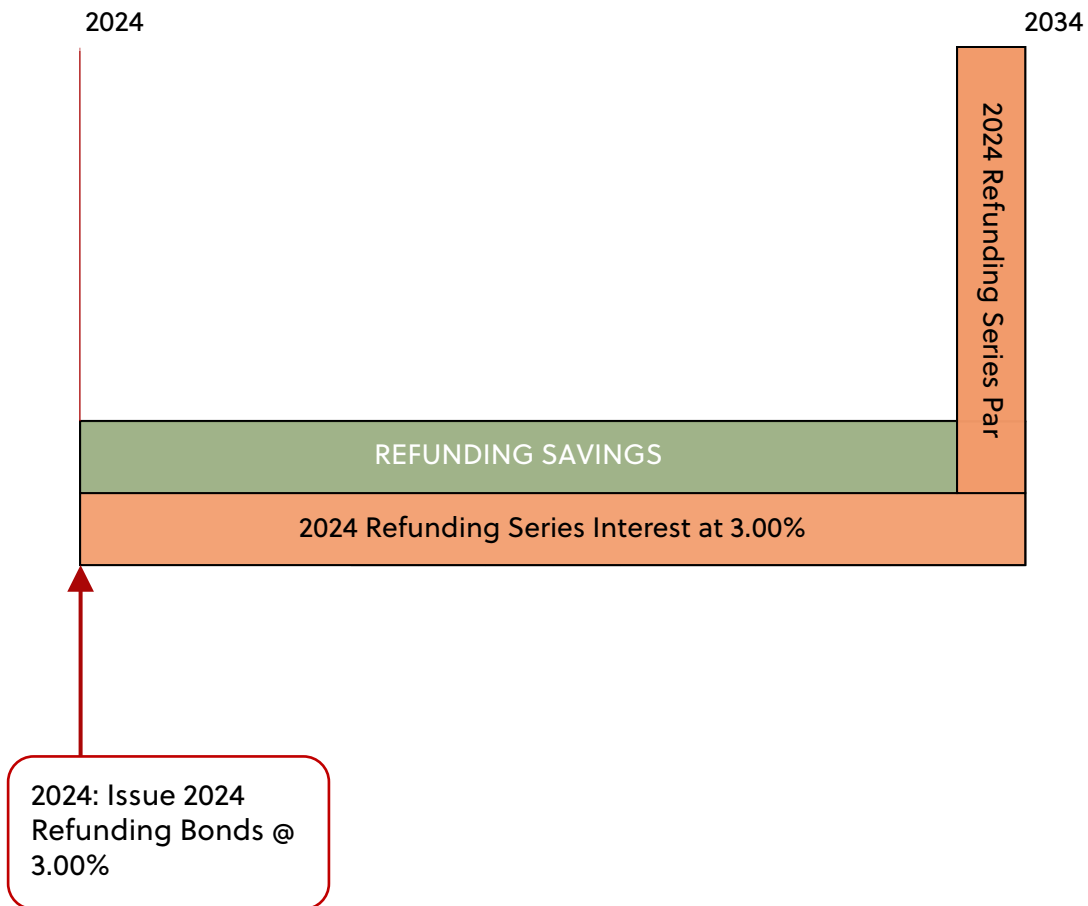 2024
2034
2024 Refunding Series Par
REFUNDING SAVINGS
2024 Refunding Series Interest at 3.00%
2024: Issue 2024
Refunding Bonds @
3.00%